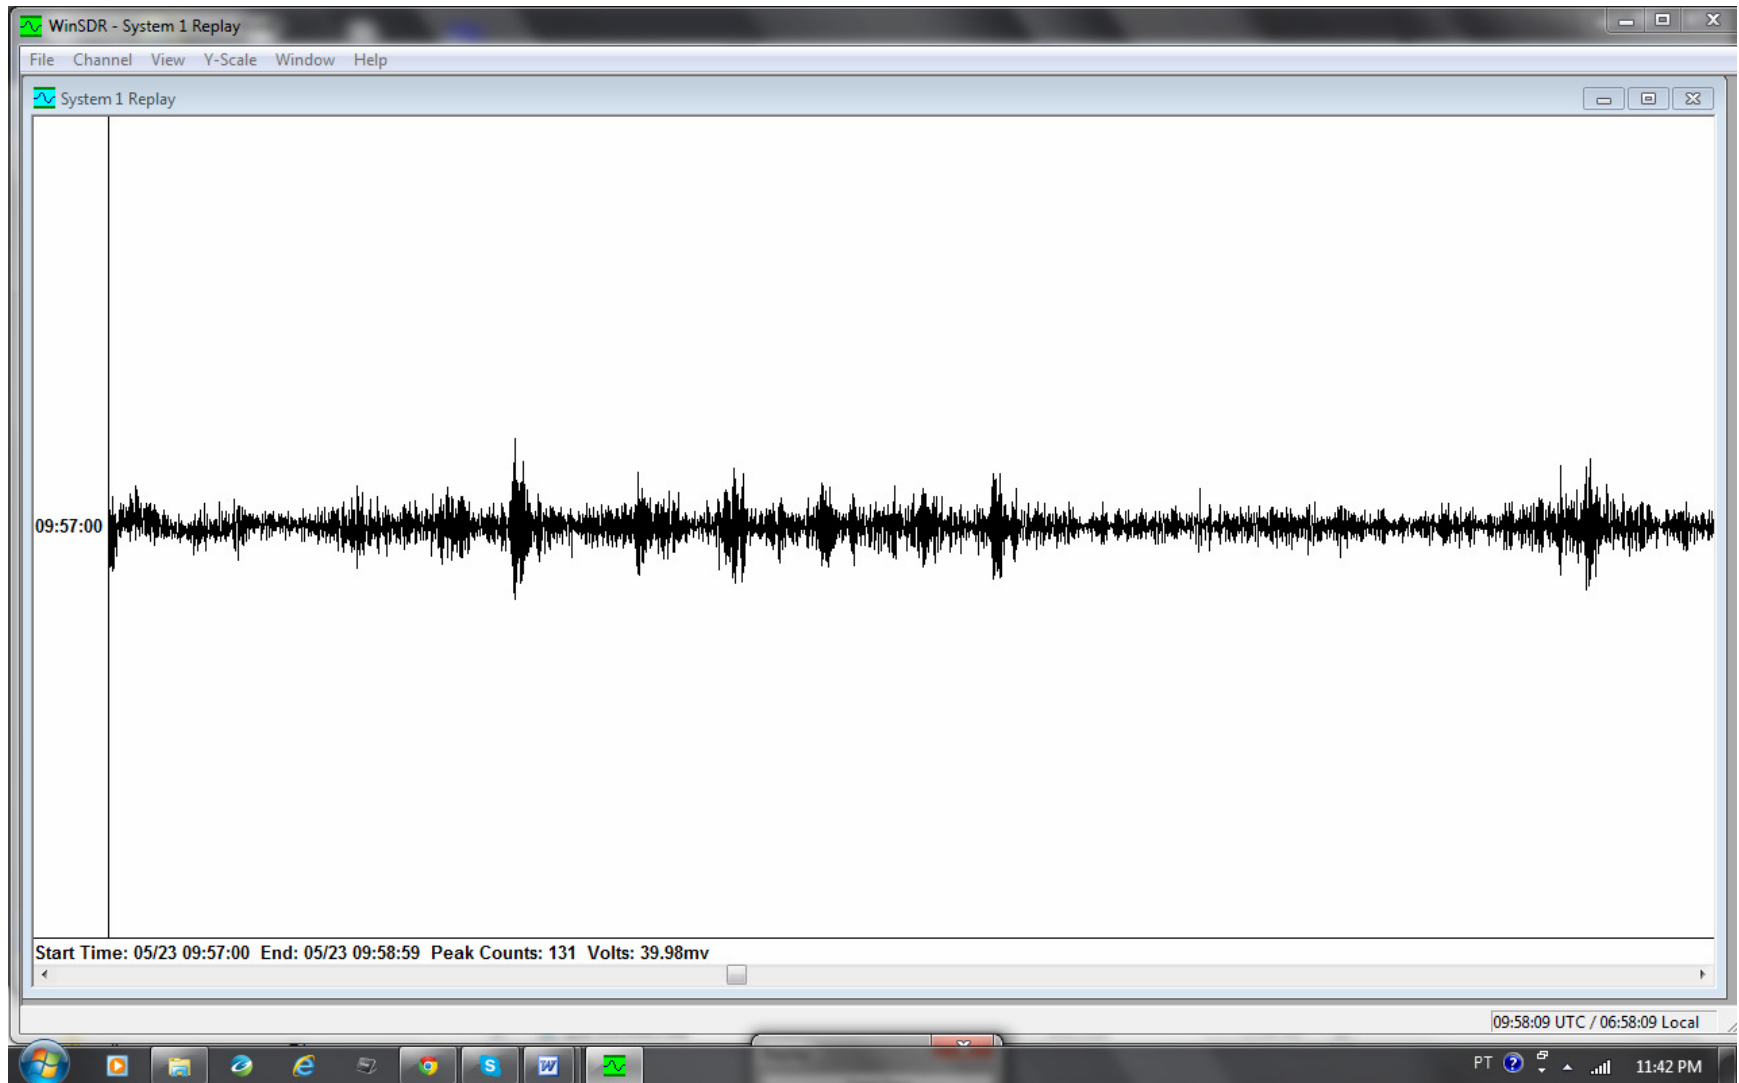 WinSDR - System 1 Replay
File Channel View Y-Scale Window Help
System 1 Replay
09:57:00
Start Time: 05/23 09:57:00 End: 05/23 09:58:59 Peak Counts: 131 Volts: 39.98mv
09:58:09 UTC / 06:58:09 Local
PT
11:42 PM